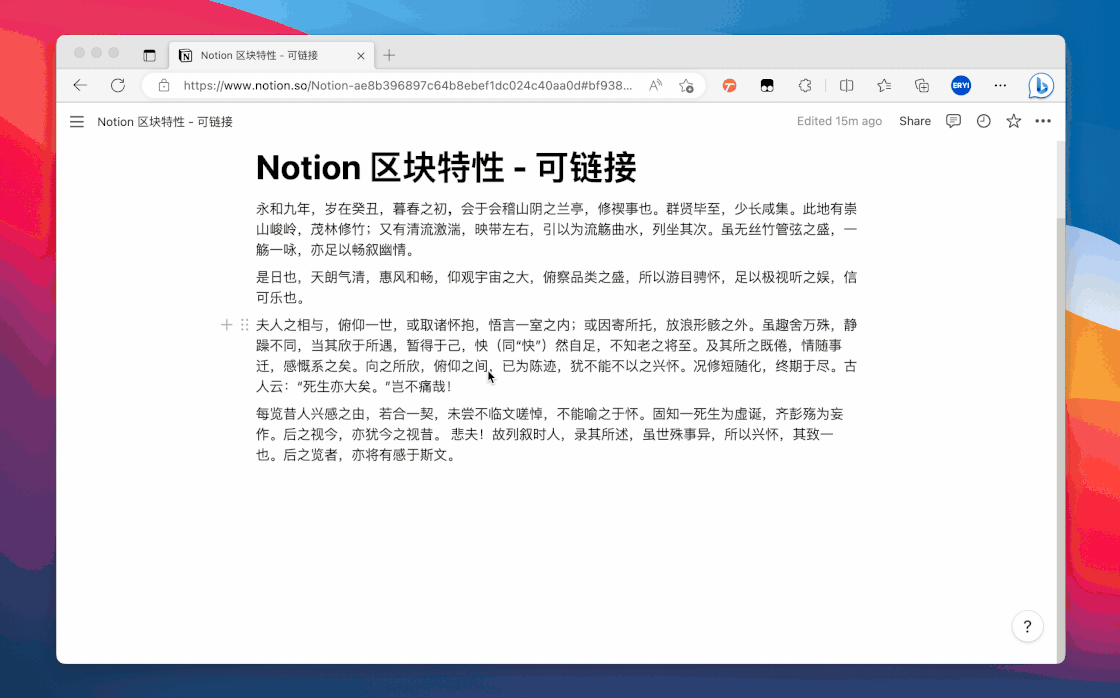 Notion 区块特性 - 可链接
https://www.notion.so/Notion-ae8b396897c64b8ebef1dc024c40aa0d#bf938...
ERYI
Notion 区块特性 - 可链接
Edited 15m ago
Share
Notion 区块特性 - 可链接
永和九年，岁在癸丑，暮春之初，会于会稽山阴之兰亭，修禊事也。群贤毕至，少长咸集。此地有崇
山峻岭，茂林修竹；又有清流激湍，映带左右，引以为流觞曲水，列坐其次。虽无丝竹管弦之盛，一
觞一咏，亦足以畅叙幽情。
是日也，天朗气清，惠风和畅，仰观宇宙之大，俯察品类之盛，所以游目骋怀，足以极视听之娱，信
可乐也。
夫人之相与，俯仰一世，或取诸怀抱，悟言一室之内；或因寄所托，放浪形骸之外。虽趣舍万殊，静
躁不同，当其欣于所遇，暂得于己，怏（同“快”）然自足，不知老之将至。及其所之既倦，情随事
迁，感慨系之矣。向之所欣，俯仰之间，已为陈迹，犹不能不以之兴怀。况修短随化，终期于尽。古
人云：“死生亦大矣。”岂不痛哉！
每览昔人兴感之由，若合一契，未尝不临文嗟悼，不能喻之于怀。固知一死生为虚诞，齐彭殇为妄
作。后之视今，亦犹今之视昔。 悲夫！故列叙时人，录其所述，虽世殊事异，所以兴怀，其致一
也。后之览者，亦将有感于斯文。
?